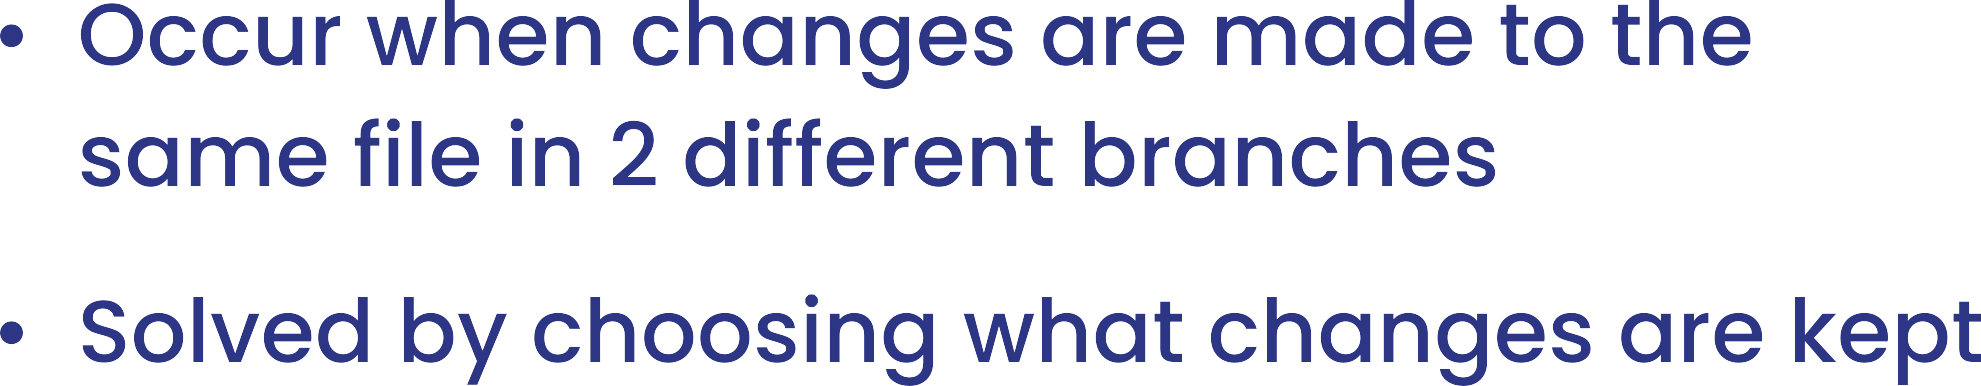 • Occur when changes are made to the
same file in 2 different branches
• Solved by choosing what changes are kept